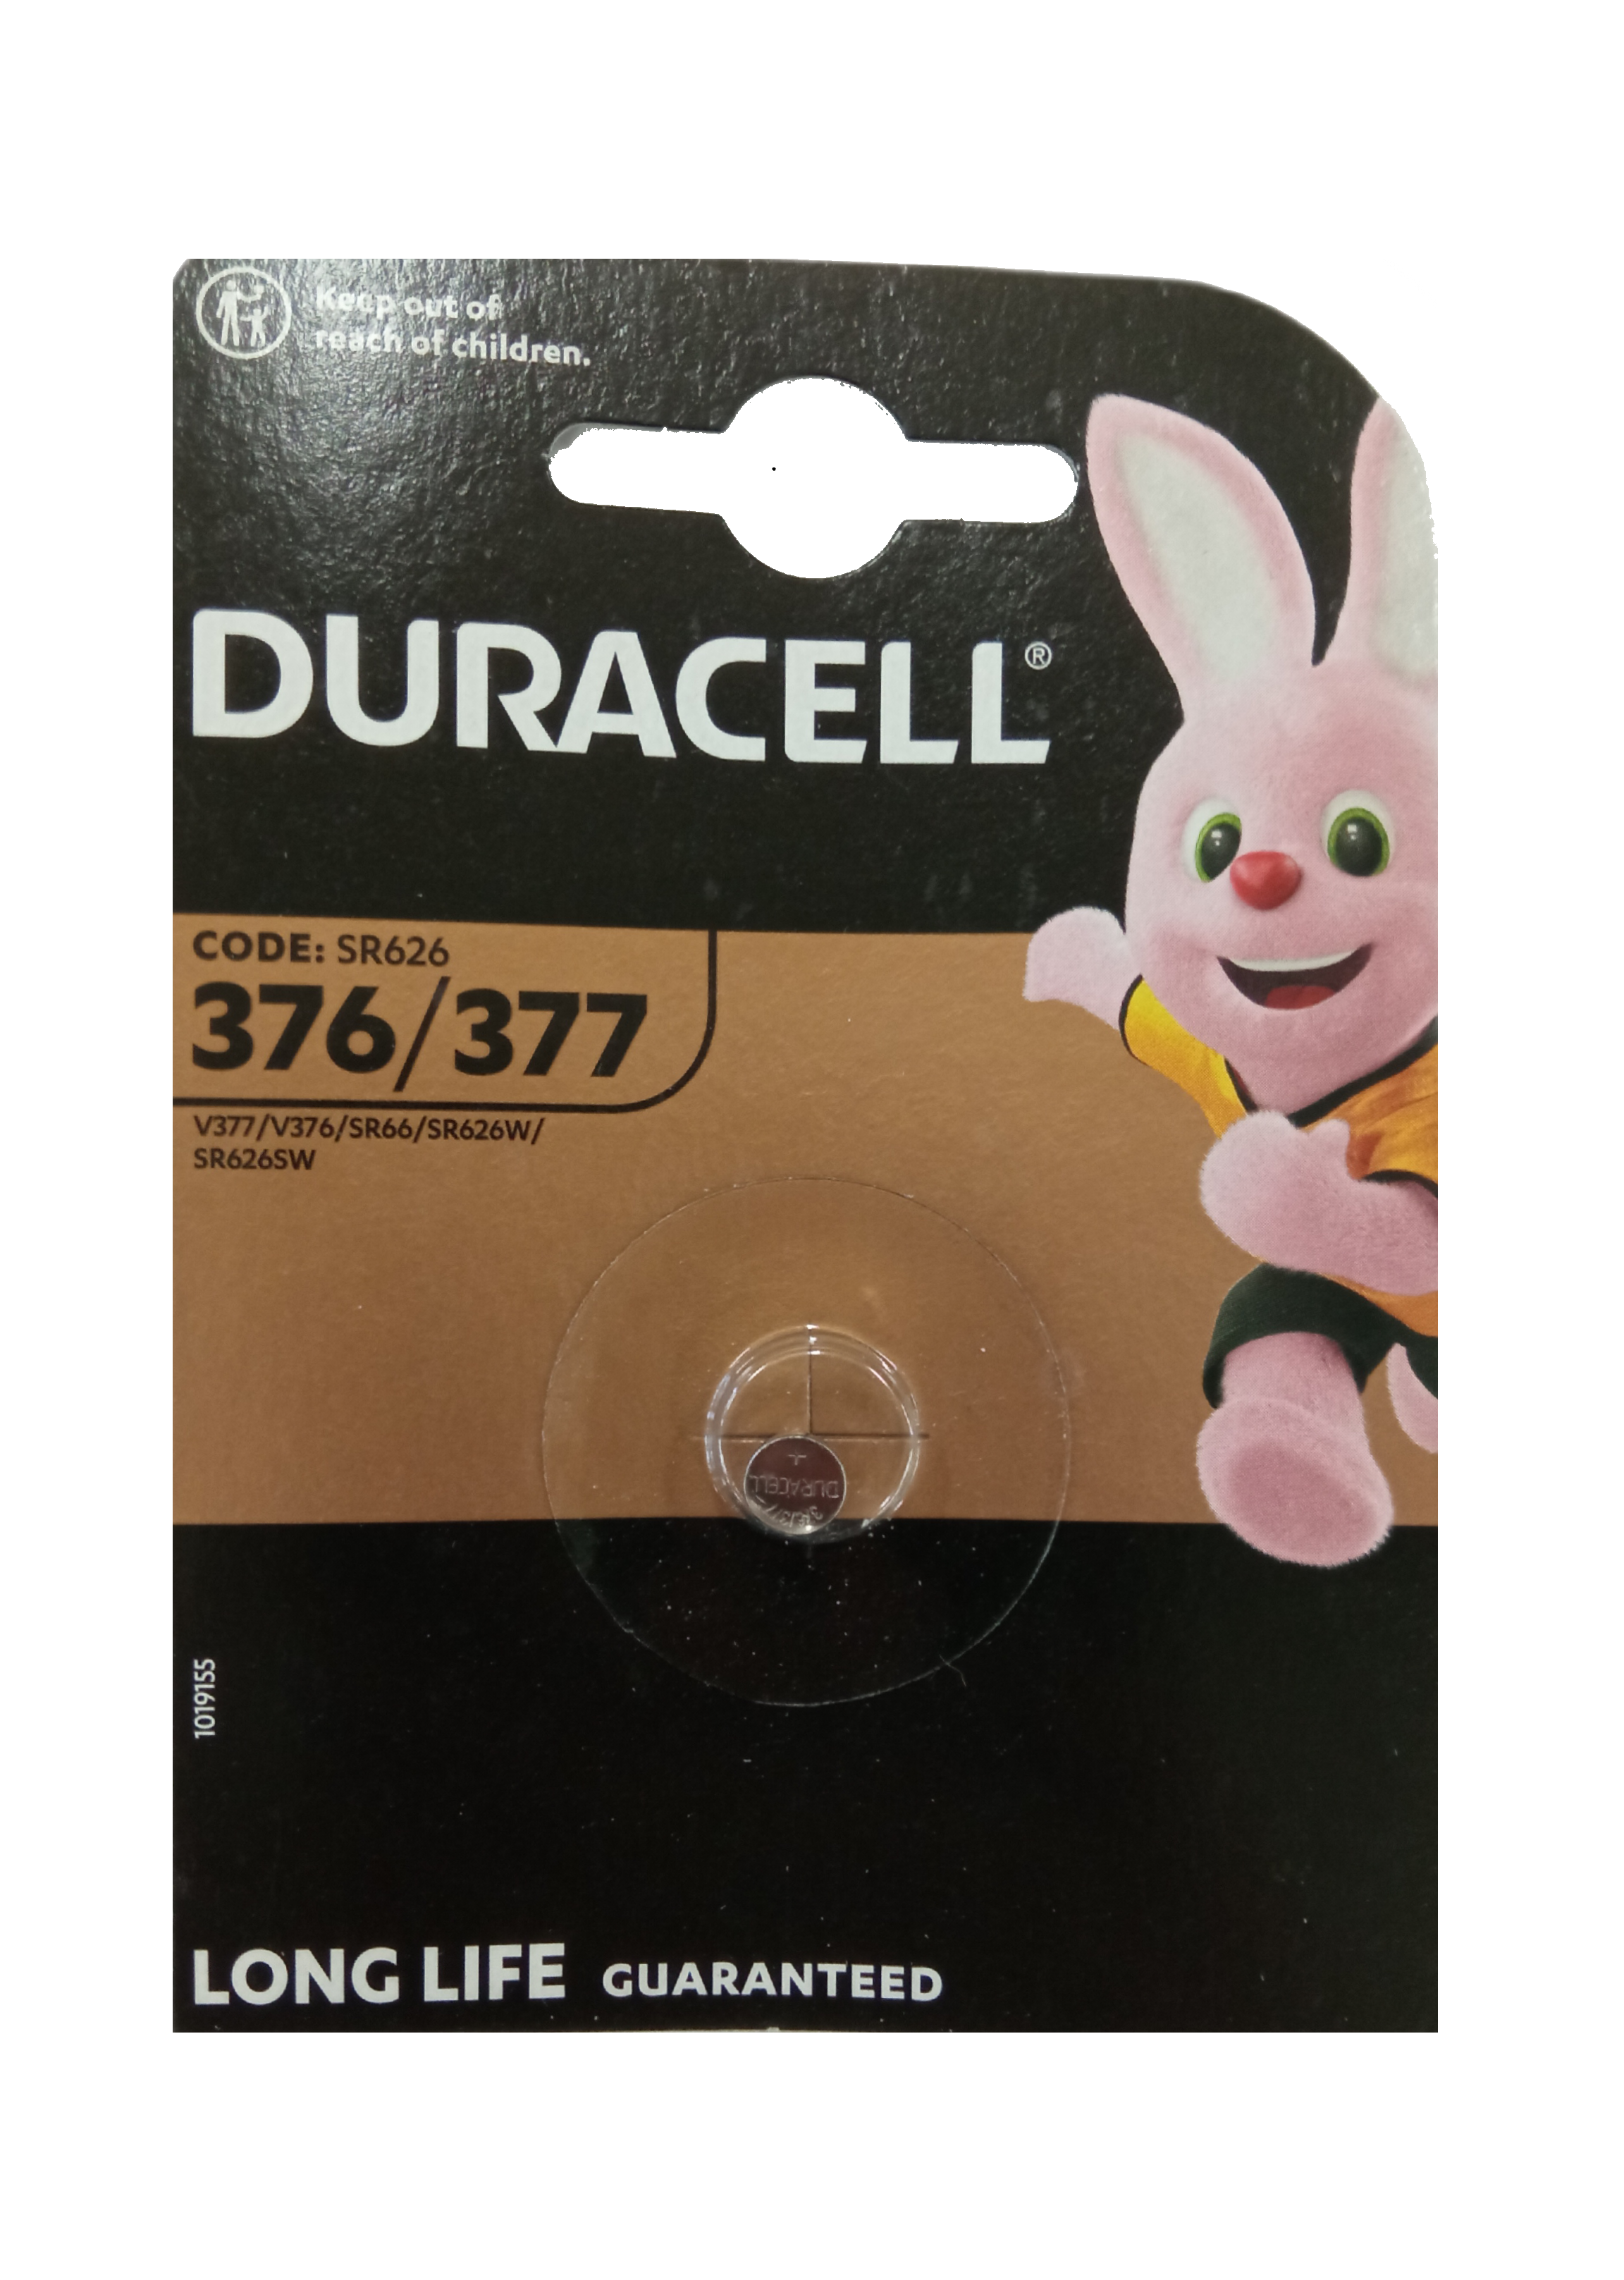 Keep out of
reach of children.
DURACELL®
CODE: SR626
376/377
V377/V376/SR66/SR626W/
SR626SW
+
DURACELL
1019155
LONG LIFE GUARANTEED